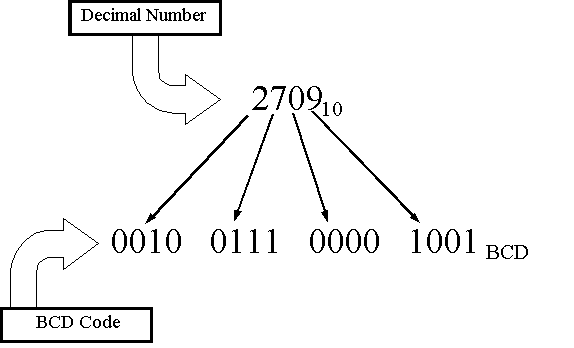 Decimal Number
2709₁₀
0010 0111 0000 1001 BCD
BCD Code